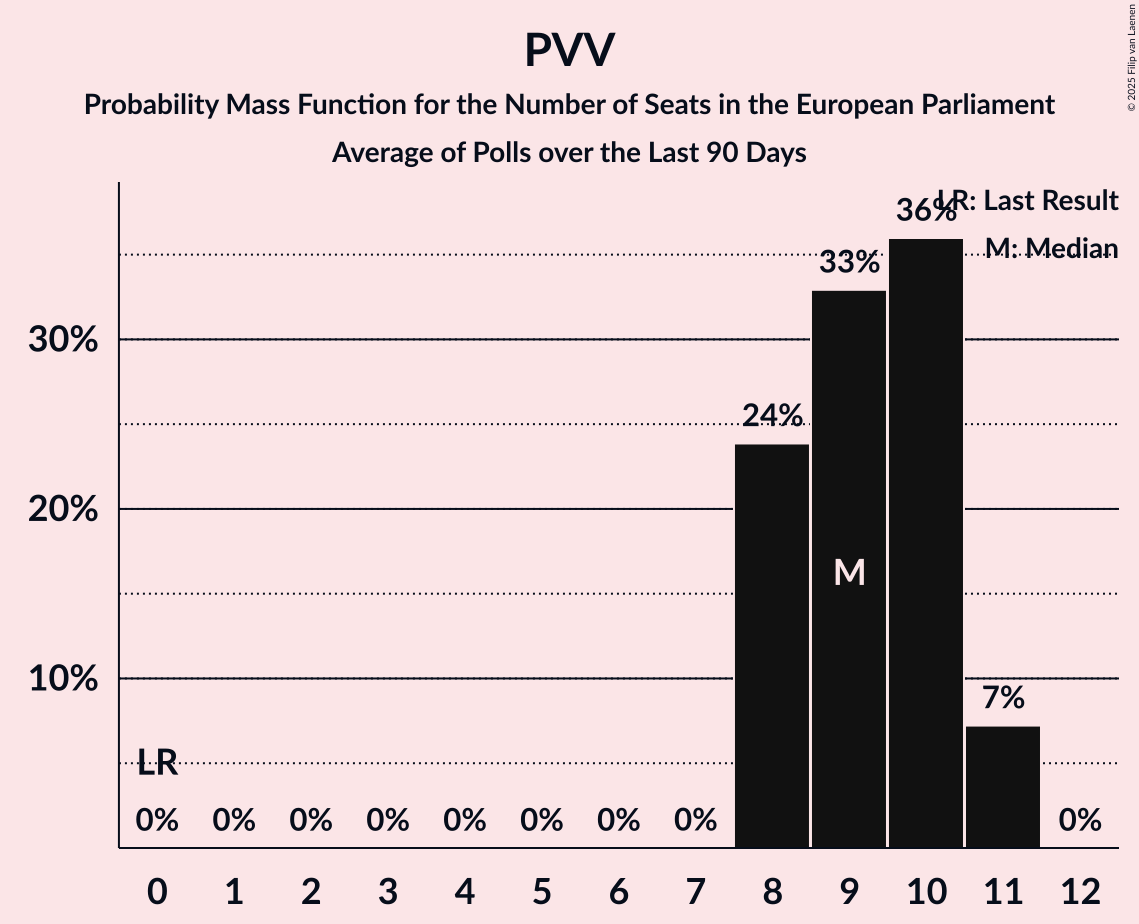 PVV
Probability Mass Function for the Number of Seats in the European Parliament
Average of Polls over the Last 90 Days
© 2025 Filip van Laenen
LR: Last Result
M: Median
36%
33%
30%
24%
20%
M
10%
7%
LR
0% 0% 0% 0% 0% 0% 0% 0% 0%
0 1 2 3 4 5 6 7 8 9 10 11 12